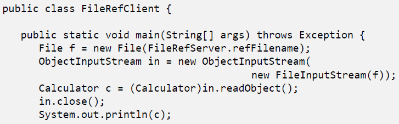 public class FileRefClient {
public static void main(String[] args) throws Exception {
File f = new File(FileRefServer.refFilename);
ObjectInputStream in = new ObjectInputStream(
new FileInputStream(f));
Calculator c = (Calculator)in.readObject();
in.close();
System.out.println(c);